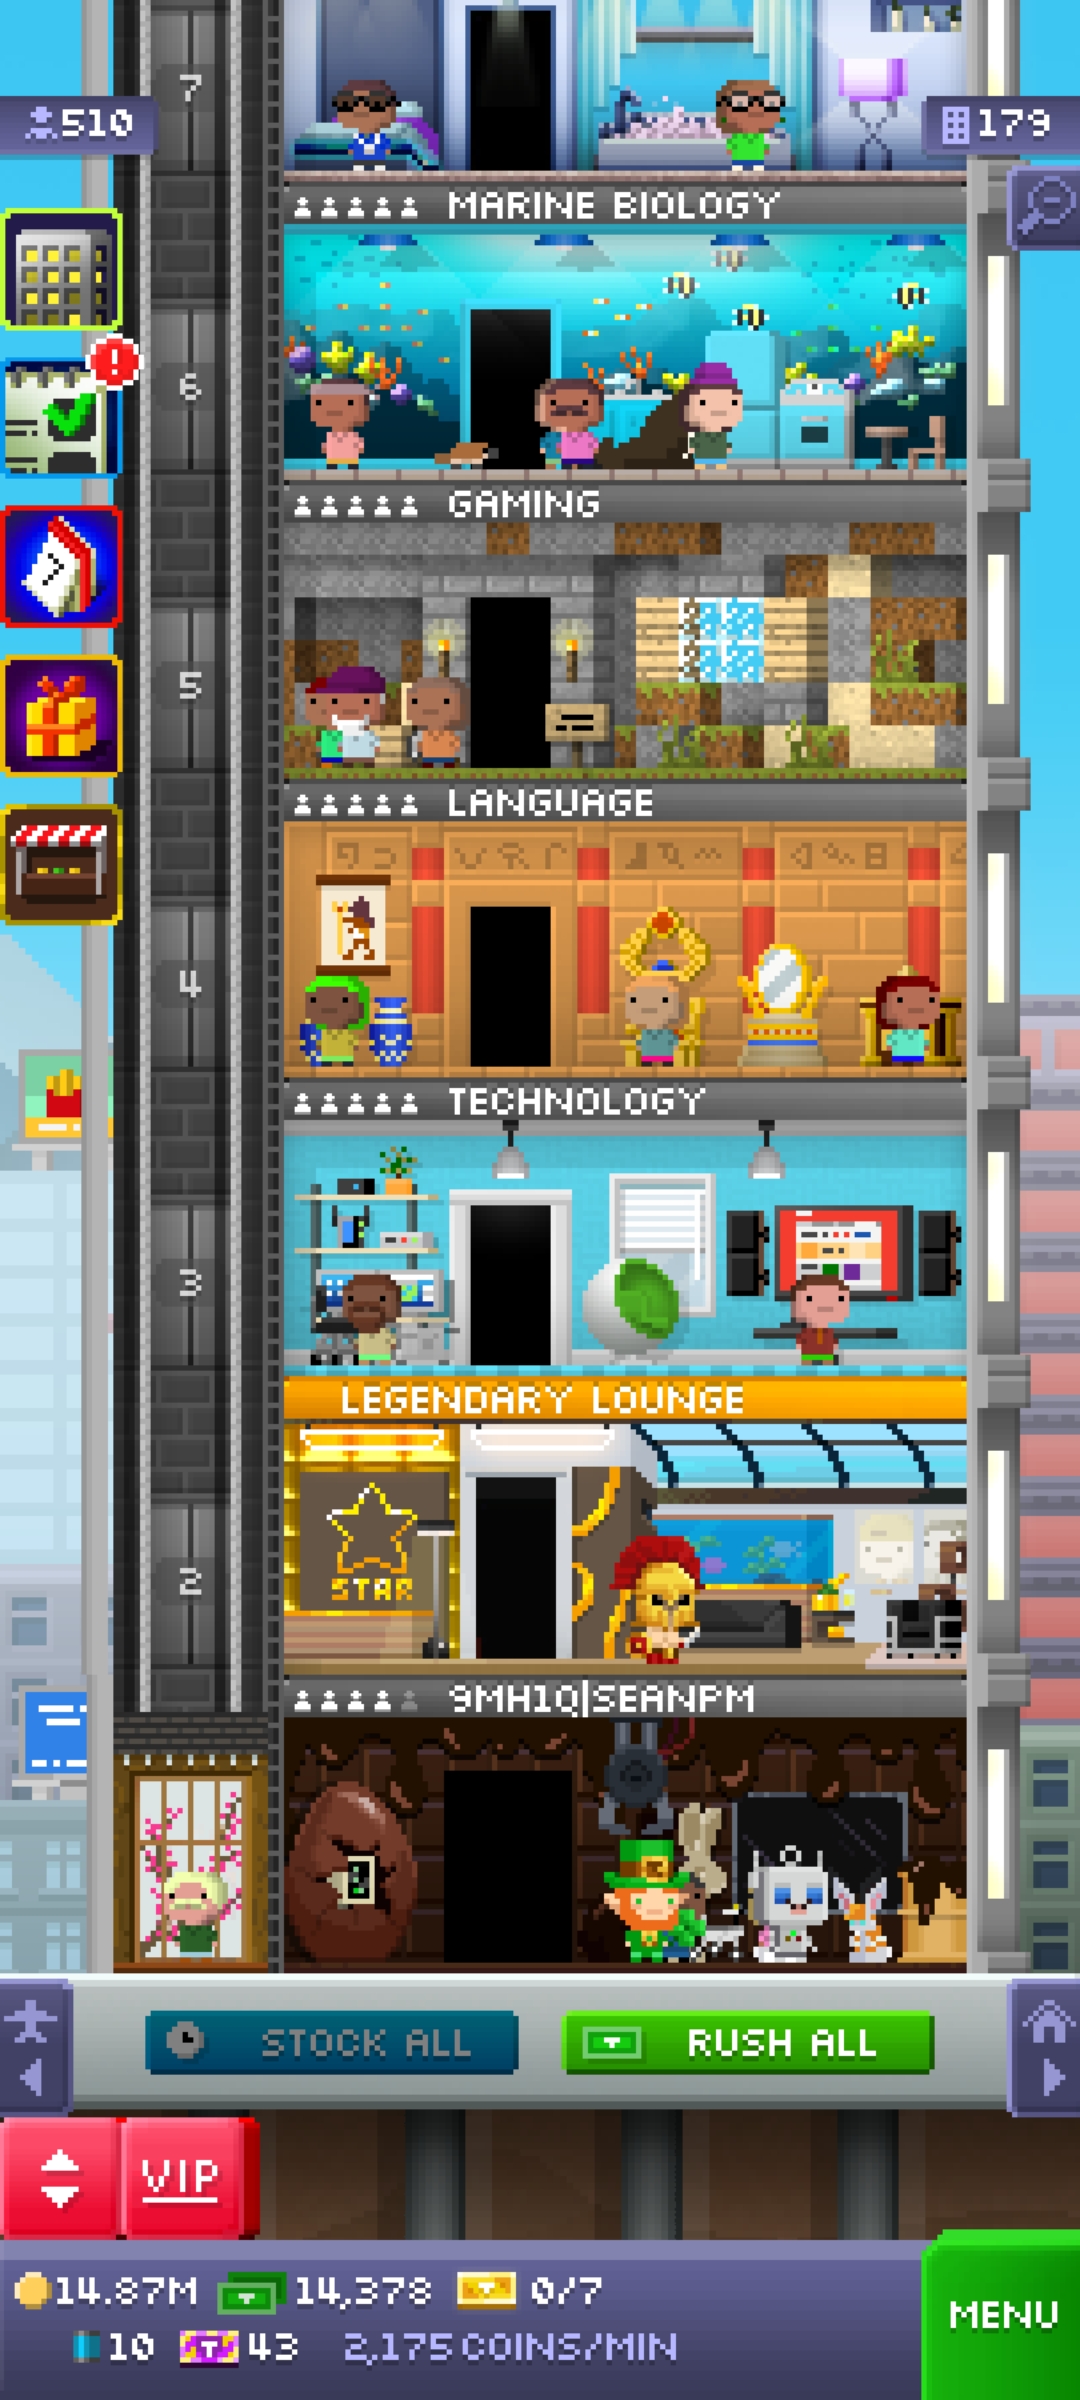 7
510
179
MARINE BIOLOGY
6
GAMING
7
5
LANGUAGE
4
TECHNOLOGY
3
LEGENDARY LOUNGE
STAR
2
9MH1Q|SEANPM
STOCK ALL
RUSH ALL
VIP
14.87M 14,378 0/7
MENU
10 43 2,175 COINS/MIN